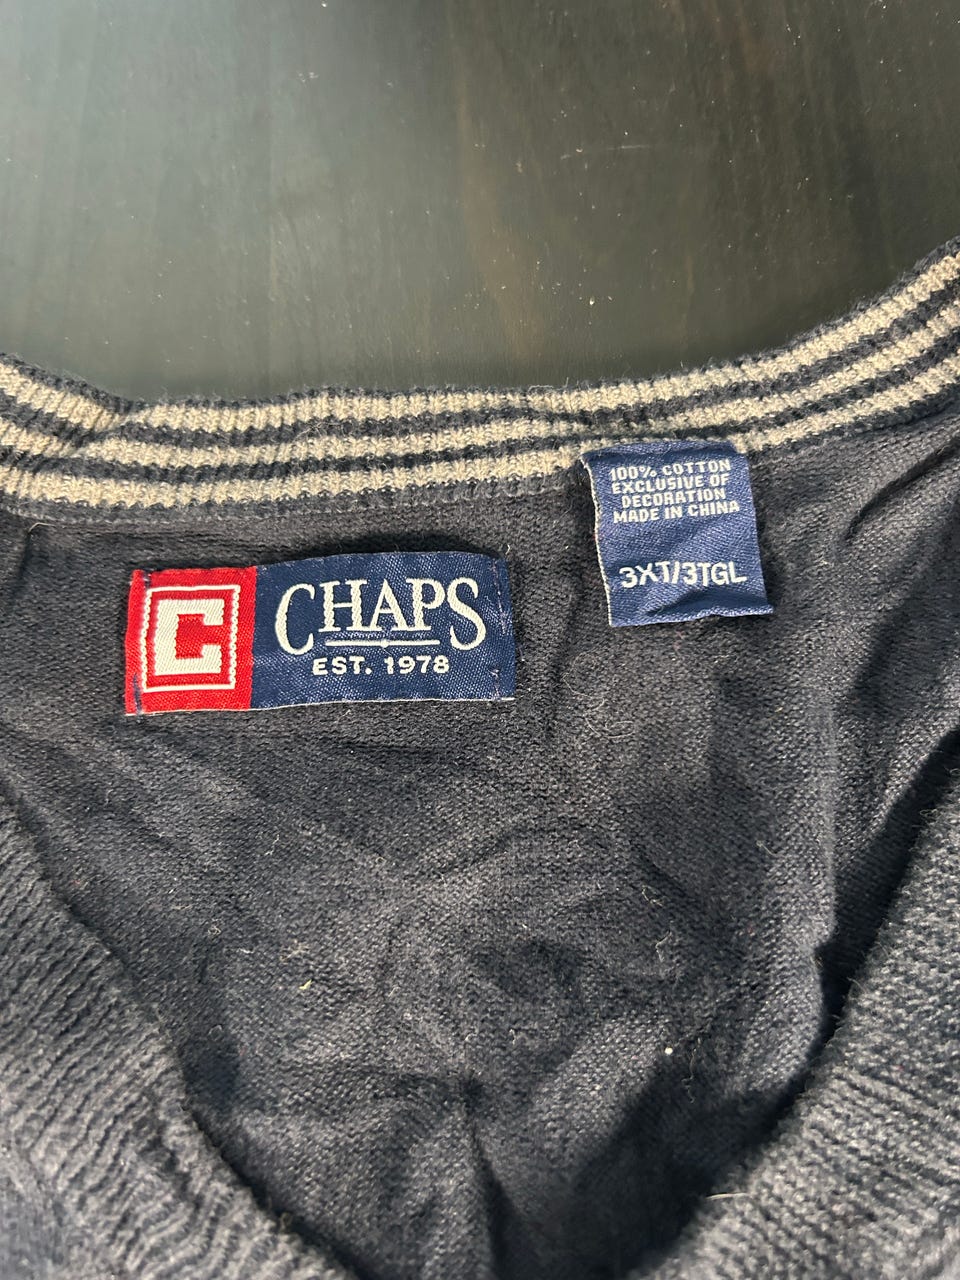 100% COTTON
EXCLUSIVE OF
DECORATION
MADE IN CHINA
3XT/3TGL
C
CHAPS
EST. 1978